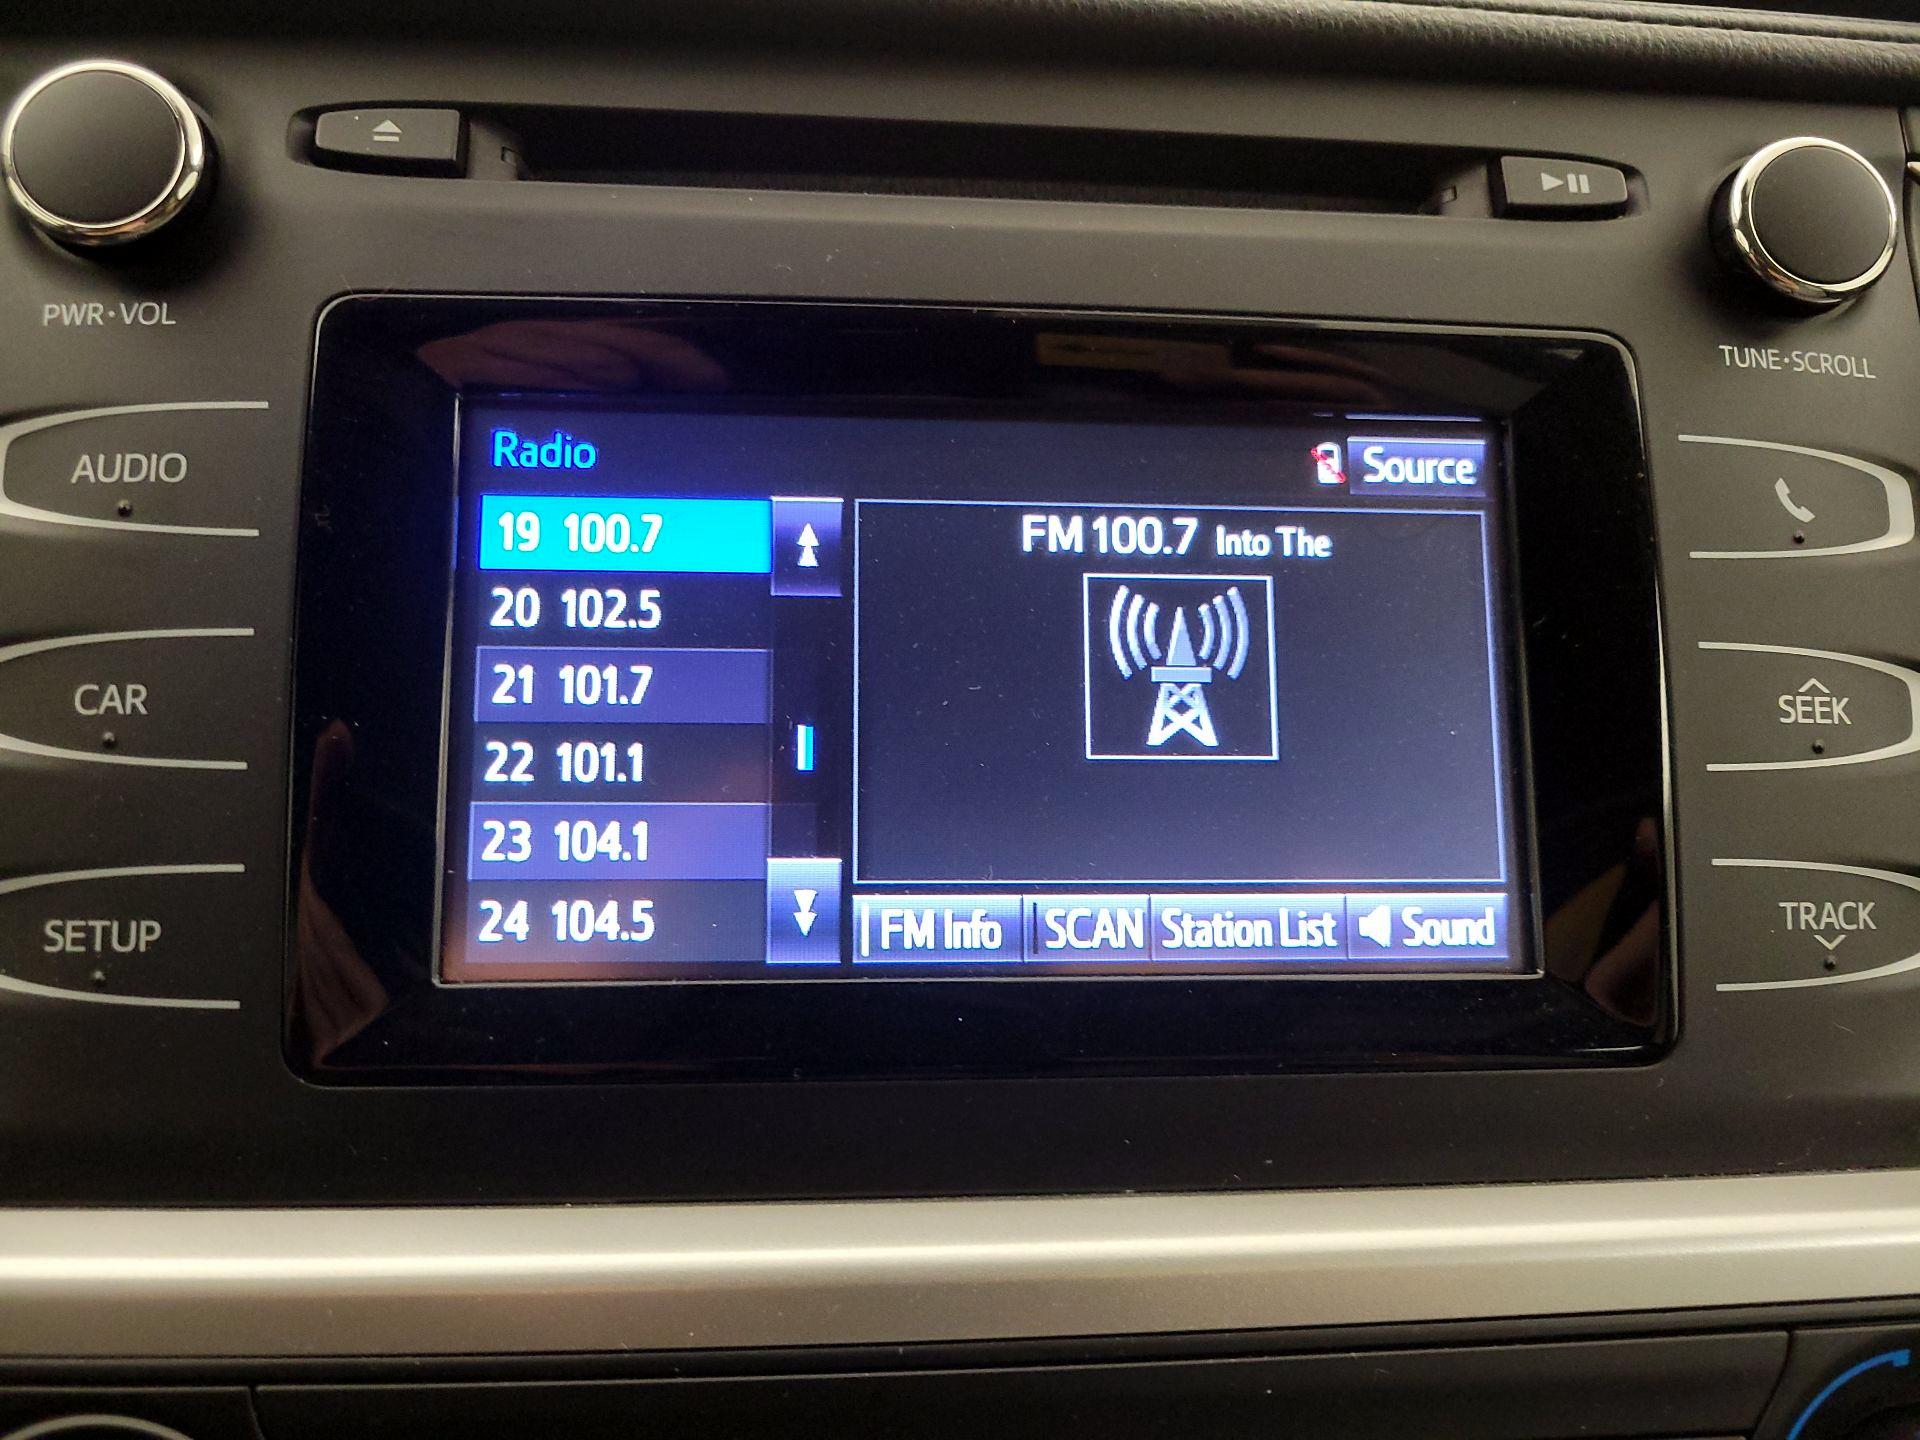 PWR·VOL
TUNE·SCROLL
AUDIO
CAR
SETUP
Radio
Source
19 100.7
20 102.5
21 101.7
22 101.1
23 104.1
24 104.5
FM 100.7 Into The
FM Info
SCAN
Station List
Sound
SEEK
TRACK